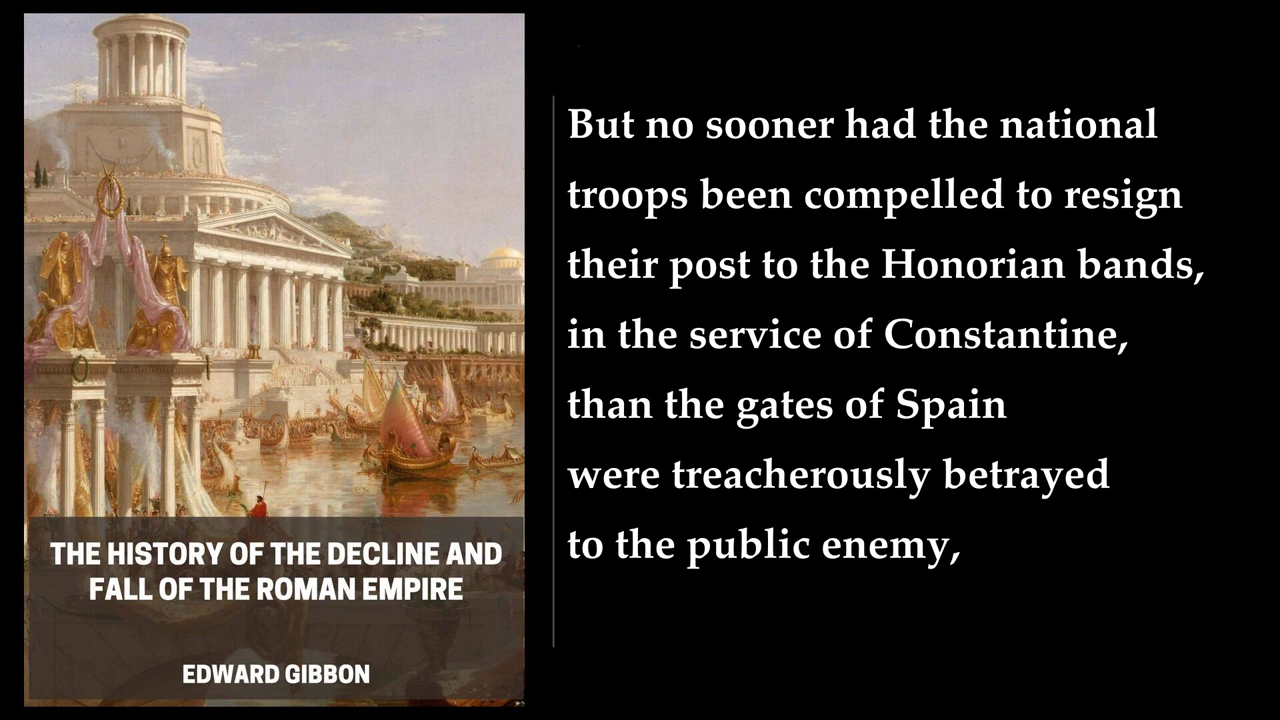 THE HISTORY OF THE DECLINE AND
FALL OF THE ROMAN EMPIRE
EDWARD GIBBON
But no sooner had the national
troops been compelled to resign
their post to the Honorian bands,
in the service of Constantine,
than the gates of Spain
were treacherously betrayed
to the public enemy,